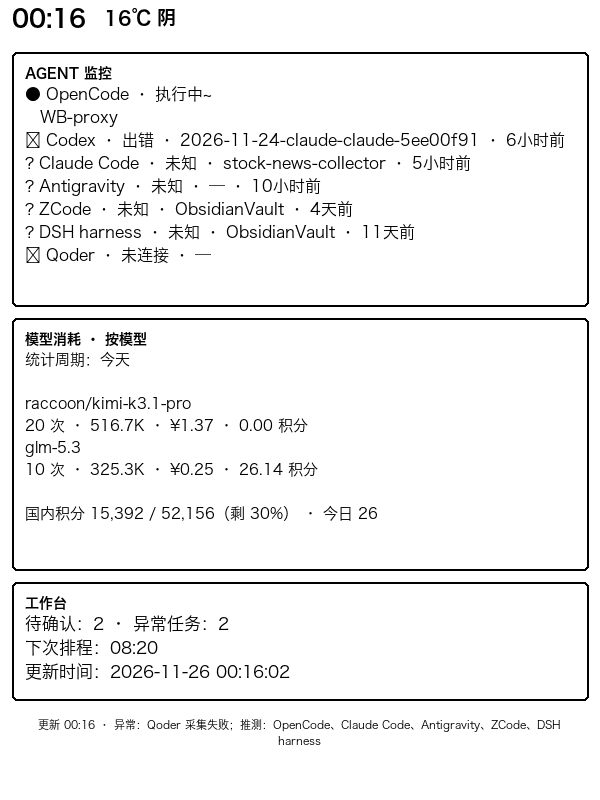 00:16 16℃ 阴
AGENT 监控
● OpenCode · 执行中~
WB-proxy
☒ Codex · 出错 · 2026-11-24-claude-claude-5ee00f91 · 6小时前
? Claude Code · 未知 · stock-news-collector · 5小时前
? Antigravity · 未知 · — · 10小时前
? ZCode · 未知 · ObsidianVault · 4天前
? DSH harness · 未知 · ObsidianVault · 11天前
☒ Qoder · 未连接 · —
模型消耗 · 按模型
统计周期：今天
raccoon/kimi-k3.1-pro
20 次 · 516.7K · ¥1.37 · 0.00 积分
glm-5.3
10 次 · 325.3K · ¥0.25 · 26.14 积分
国内积分 15,392 / 52,156（剩 30%） · 今日 26
工作台
待确认：2 · 异常任务：2
下次排程：08:20
更新时间：2026-11-26 00:16:02
更新 00:16 · 异常：Qoder 采集失败；推测：OpenCode、Claude Code、Antigravity、ZCode、DSH
harness